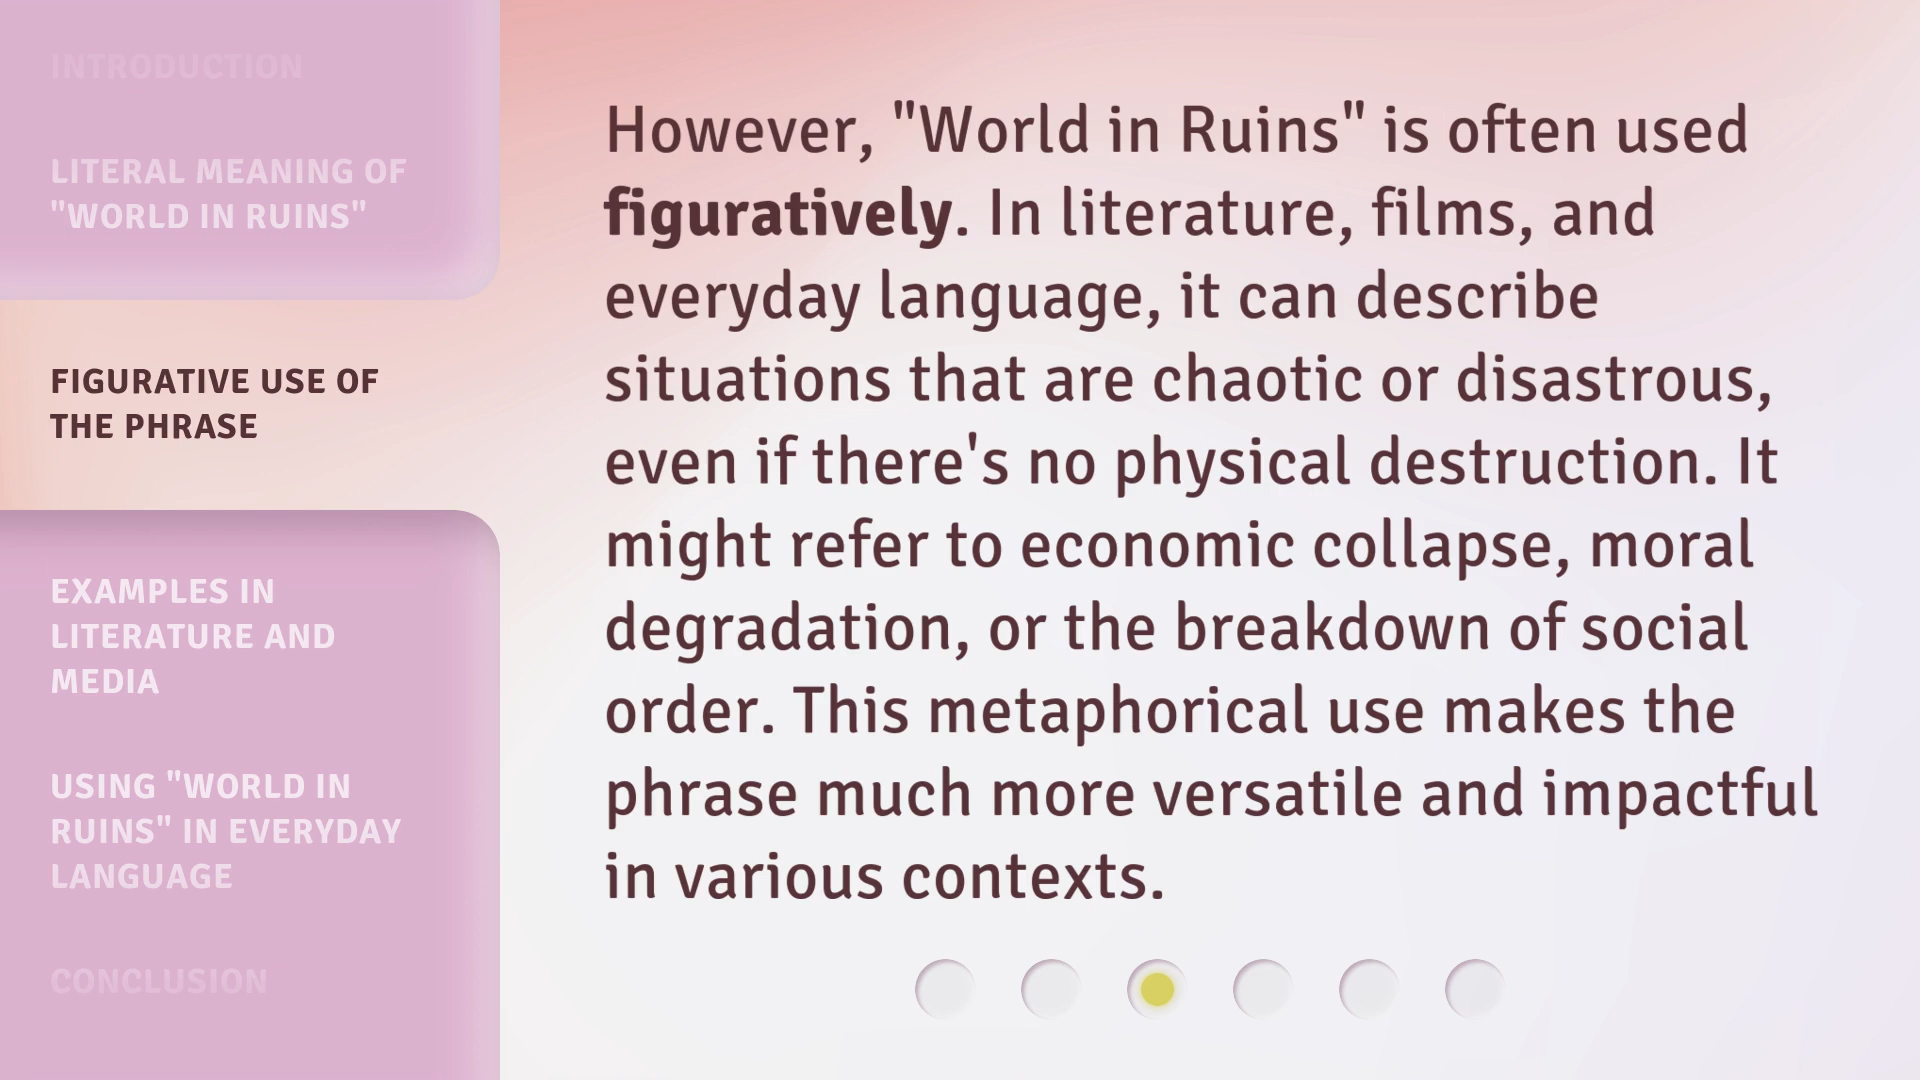 INTRODUCTION
LITERAL MEANING OF
"WORLD IN RUINS"
FIGURATIVE USE OF
THE PHRASE
EXAMPLES IN
LITERATURE AND
MEDIA
USING "WORLD IN
RUINS" IN EVERYDAY
LANGUAGE
CONCLUSION
However, "World in Ruins" is often used
figuratively. In literature, films, and
everyday language, it can describe
situations that are chaotic or disastrous,
even if there's no physical destruction. It
might refer to economic collapse, moral
degradation, or the breakdown of social
order. This metaphorical use makes the
phrase much more versatile and impactful
in various contexts.